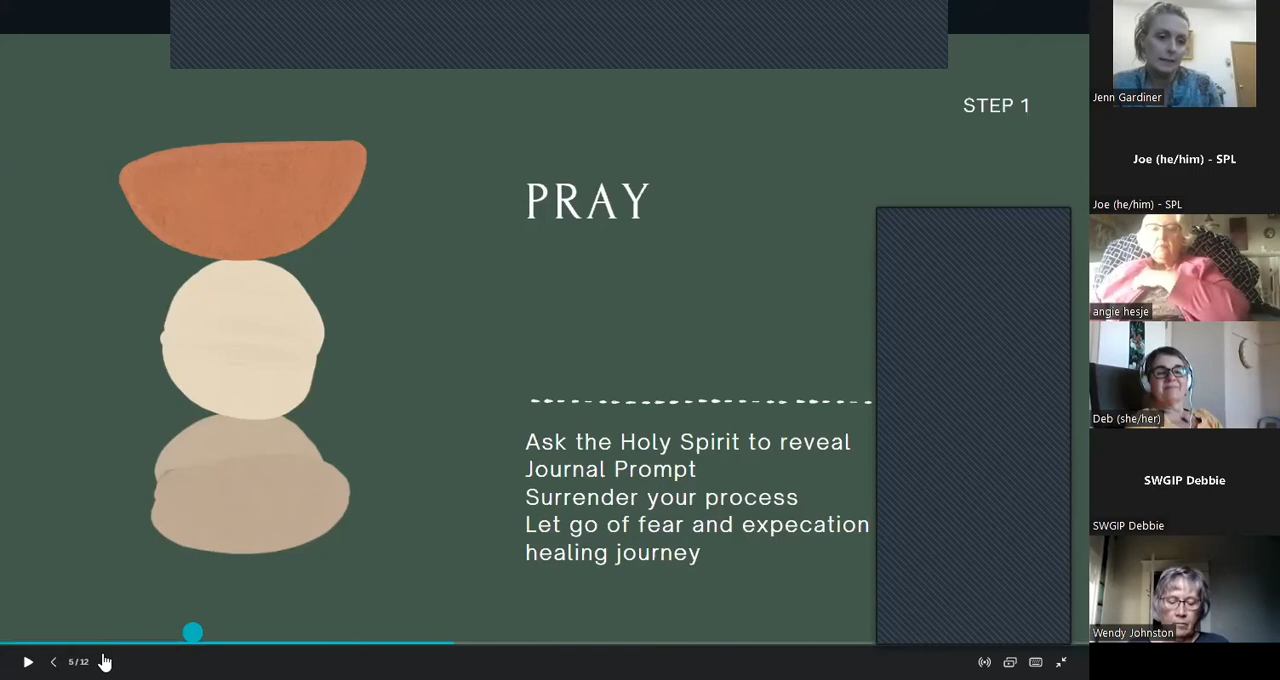 STEP 1
PRAY
Ask the Holy Spirit to reveal
Journal Prompt
Surrender your process
Let go of fear and expecation
healing journey
5 / 12
Jenn Gardiner
Joe (he/him) - SPL
Joe (he/him) - SPL
angie hesje
Deb (she/her)
SWGIP Debbie
SWGIP Debbie
Wendy Johnston